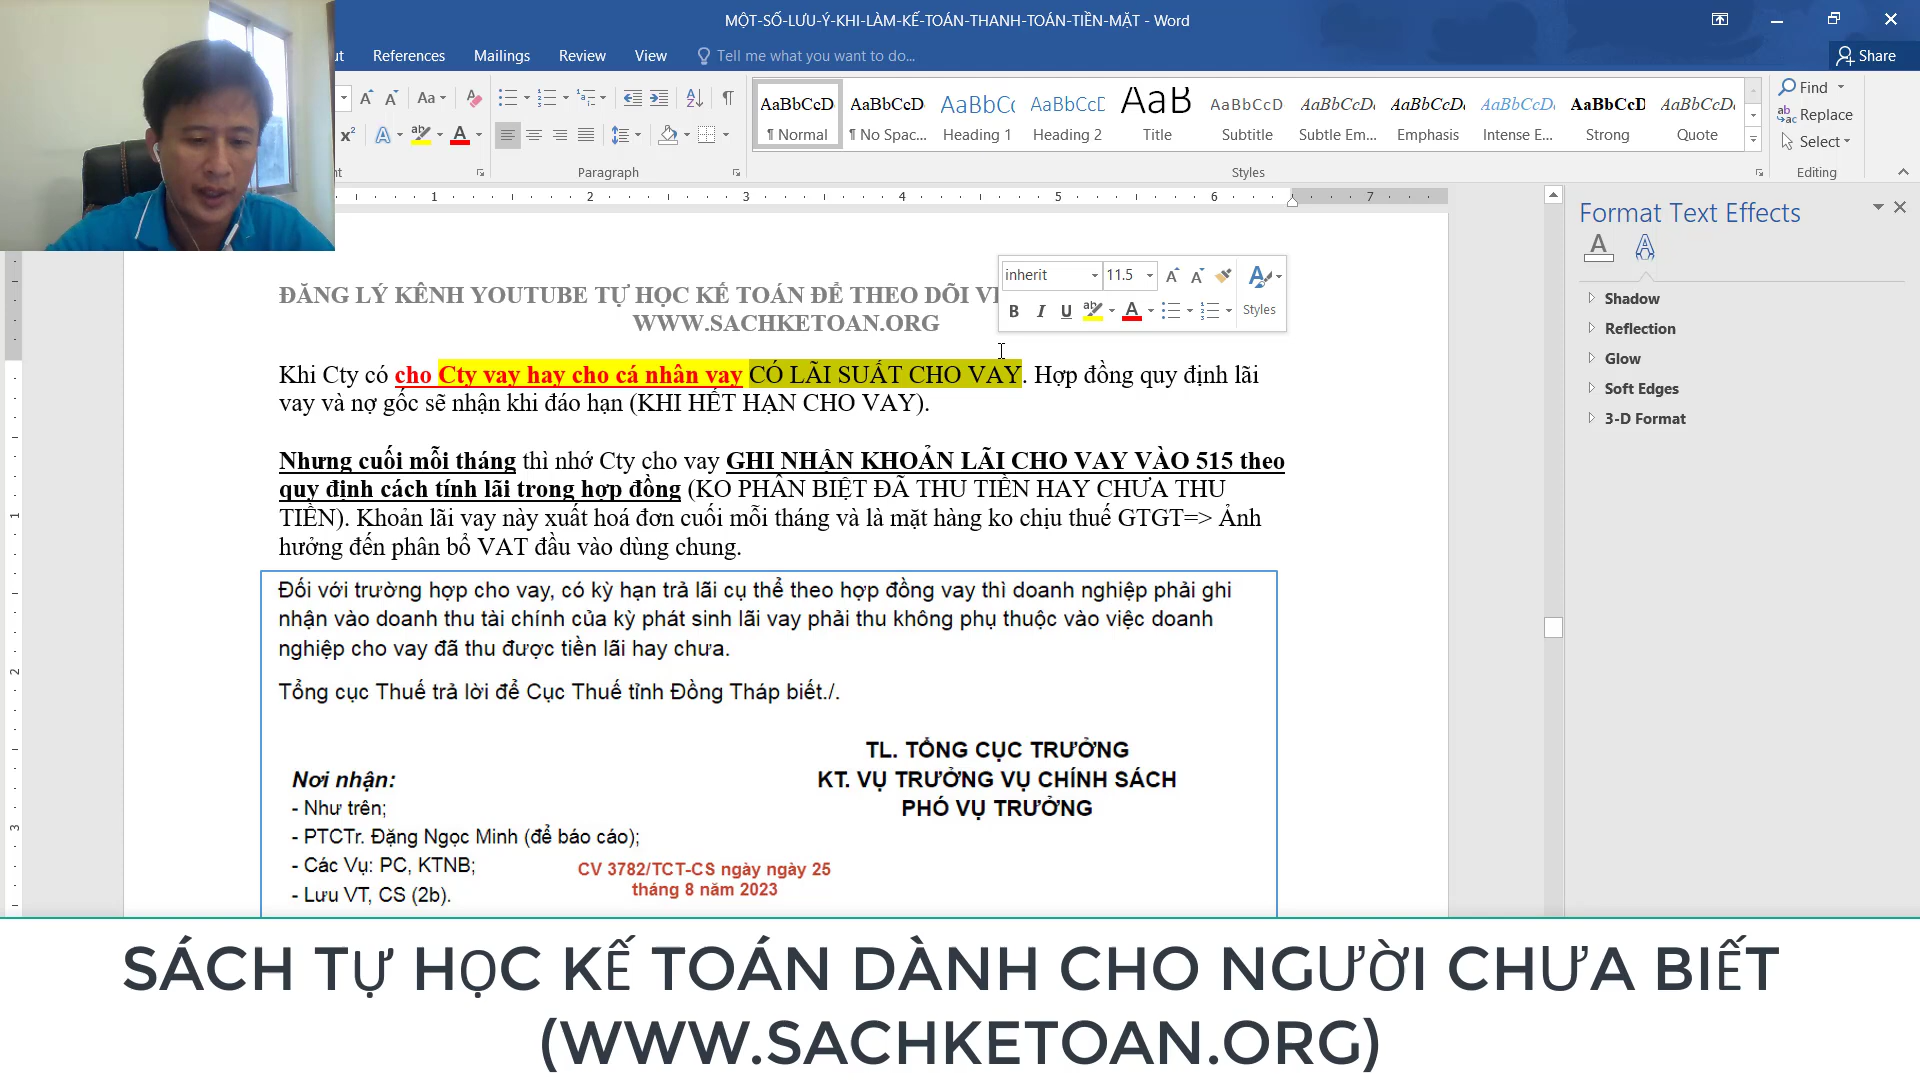 MỘT-SỐ-LƯU-Ý-KHI-LÀM-KẾ-TOÁN-THANH-TOÁN-TIỀN-MẶT - Word
References Mailings Review View Tell me what you want to do... Share
Aa
AaBbCcD AaBbCcD AaBbCc AaBbCcD AaB AaBbCcD AaBbCcDc AaBbCcDc AaBbCcDc AaBbCcD AaBbCcDc
¶ Normal ¶ No Spac... Heading 1 Heading 2 Title Subtitle Subtle Em... Emphasis Intense E... Strong Quote
Find
Replace
Select
Paragraph Styles Editing
1 2 3 4 5 6 7
Format Text Effects
Shadow
Reflection
Glow
Soft Edges
3-D Format
inherit 11.5
B I U Styles
ĐĂNG LÝ KÊNH YOUTUBE TỰ HỌC KẾ TOÁN ĐỂ THEO DÕI
WWW.SACHKETOAN.ORG
Khi Cty có cho Cty vay hay cho cá nhân vay CÓ LÃI SUẤT CHO VAY. Hợp đồng quy định lãi
vay và nợ gốc sẽ nhận khi đáo hạn (KHI HẾT HẠN CHO VAY).
Nhưng cuối mỗi tháng thì nhớ Cty cho vay GHI NHẬN KHOẢN LÃI CHO VAY VÀO 515 theo
quy định cách tính lãi trong hợp đồng (KO PHÂN BIỆT ĐÃ THU TIỀN HAY CHƯA THU
TIỀN). Khoản lãi vay này xuất hoá đơn cuối mỗi tháng và là mặt hàng ko chịu thuế GTGT=> Ảnh
hưởng đến phân bổ VAT đầu vào dùng chung.
Đối với trường hợp cho vay, có kỳ hạn trả lãi cụ thể theo hợp đồng vay thì doanh nghiệp phải ghi
nhận vào doanh thu tài chính của kỳ phát sinh lãi vay phải thu không phụ thuộc vào việc doanh
nghiệp cho vay đã thu được tiền lãi hay chưa.
Tổng cục Thuế trả lời để Cục Thuế tỉnh Đồng Tháp biết./.
TL. TỔNG CỤC TRƯỞNG
KT. VỤ TRƯỞNG VỤ CHÍNH SÁCH
PHÓ VỤ TRƯỞNG
Nơi nhận:
- Như trên;
- PTCTr. Đặng Ngọc Minh (để báo cáo);
- Các Vụ: PC, KTNB;
- Lưu VT, CS (2b).
CV 3782/TCT-CS ngày ngày 25
tháng 8 năm 2023
SÁCH TỰ HỌC KẾ TOÁN DÀNH CHO NGƯỜI CHƯA BIẾT
(WWW.SACHKETOAN.ORG)